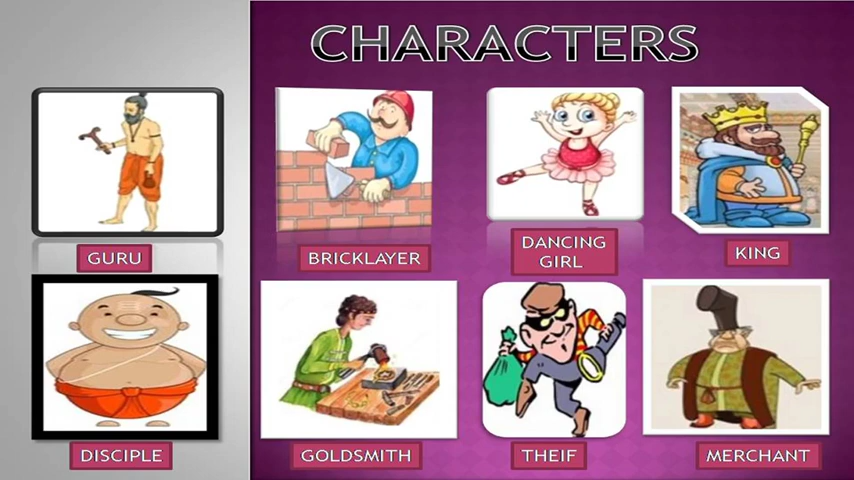 CHARACTERS
GURU
BRICKLAYER
DANCING
GIRL
KING
DISCIPLE
GOLDSMITH
THEIF
MERCHANT